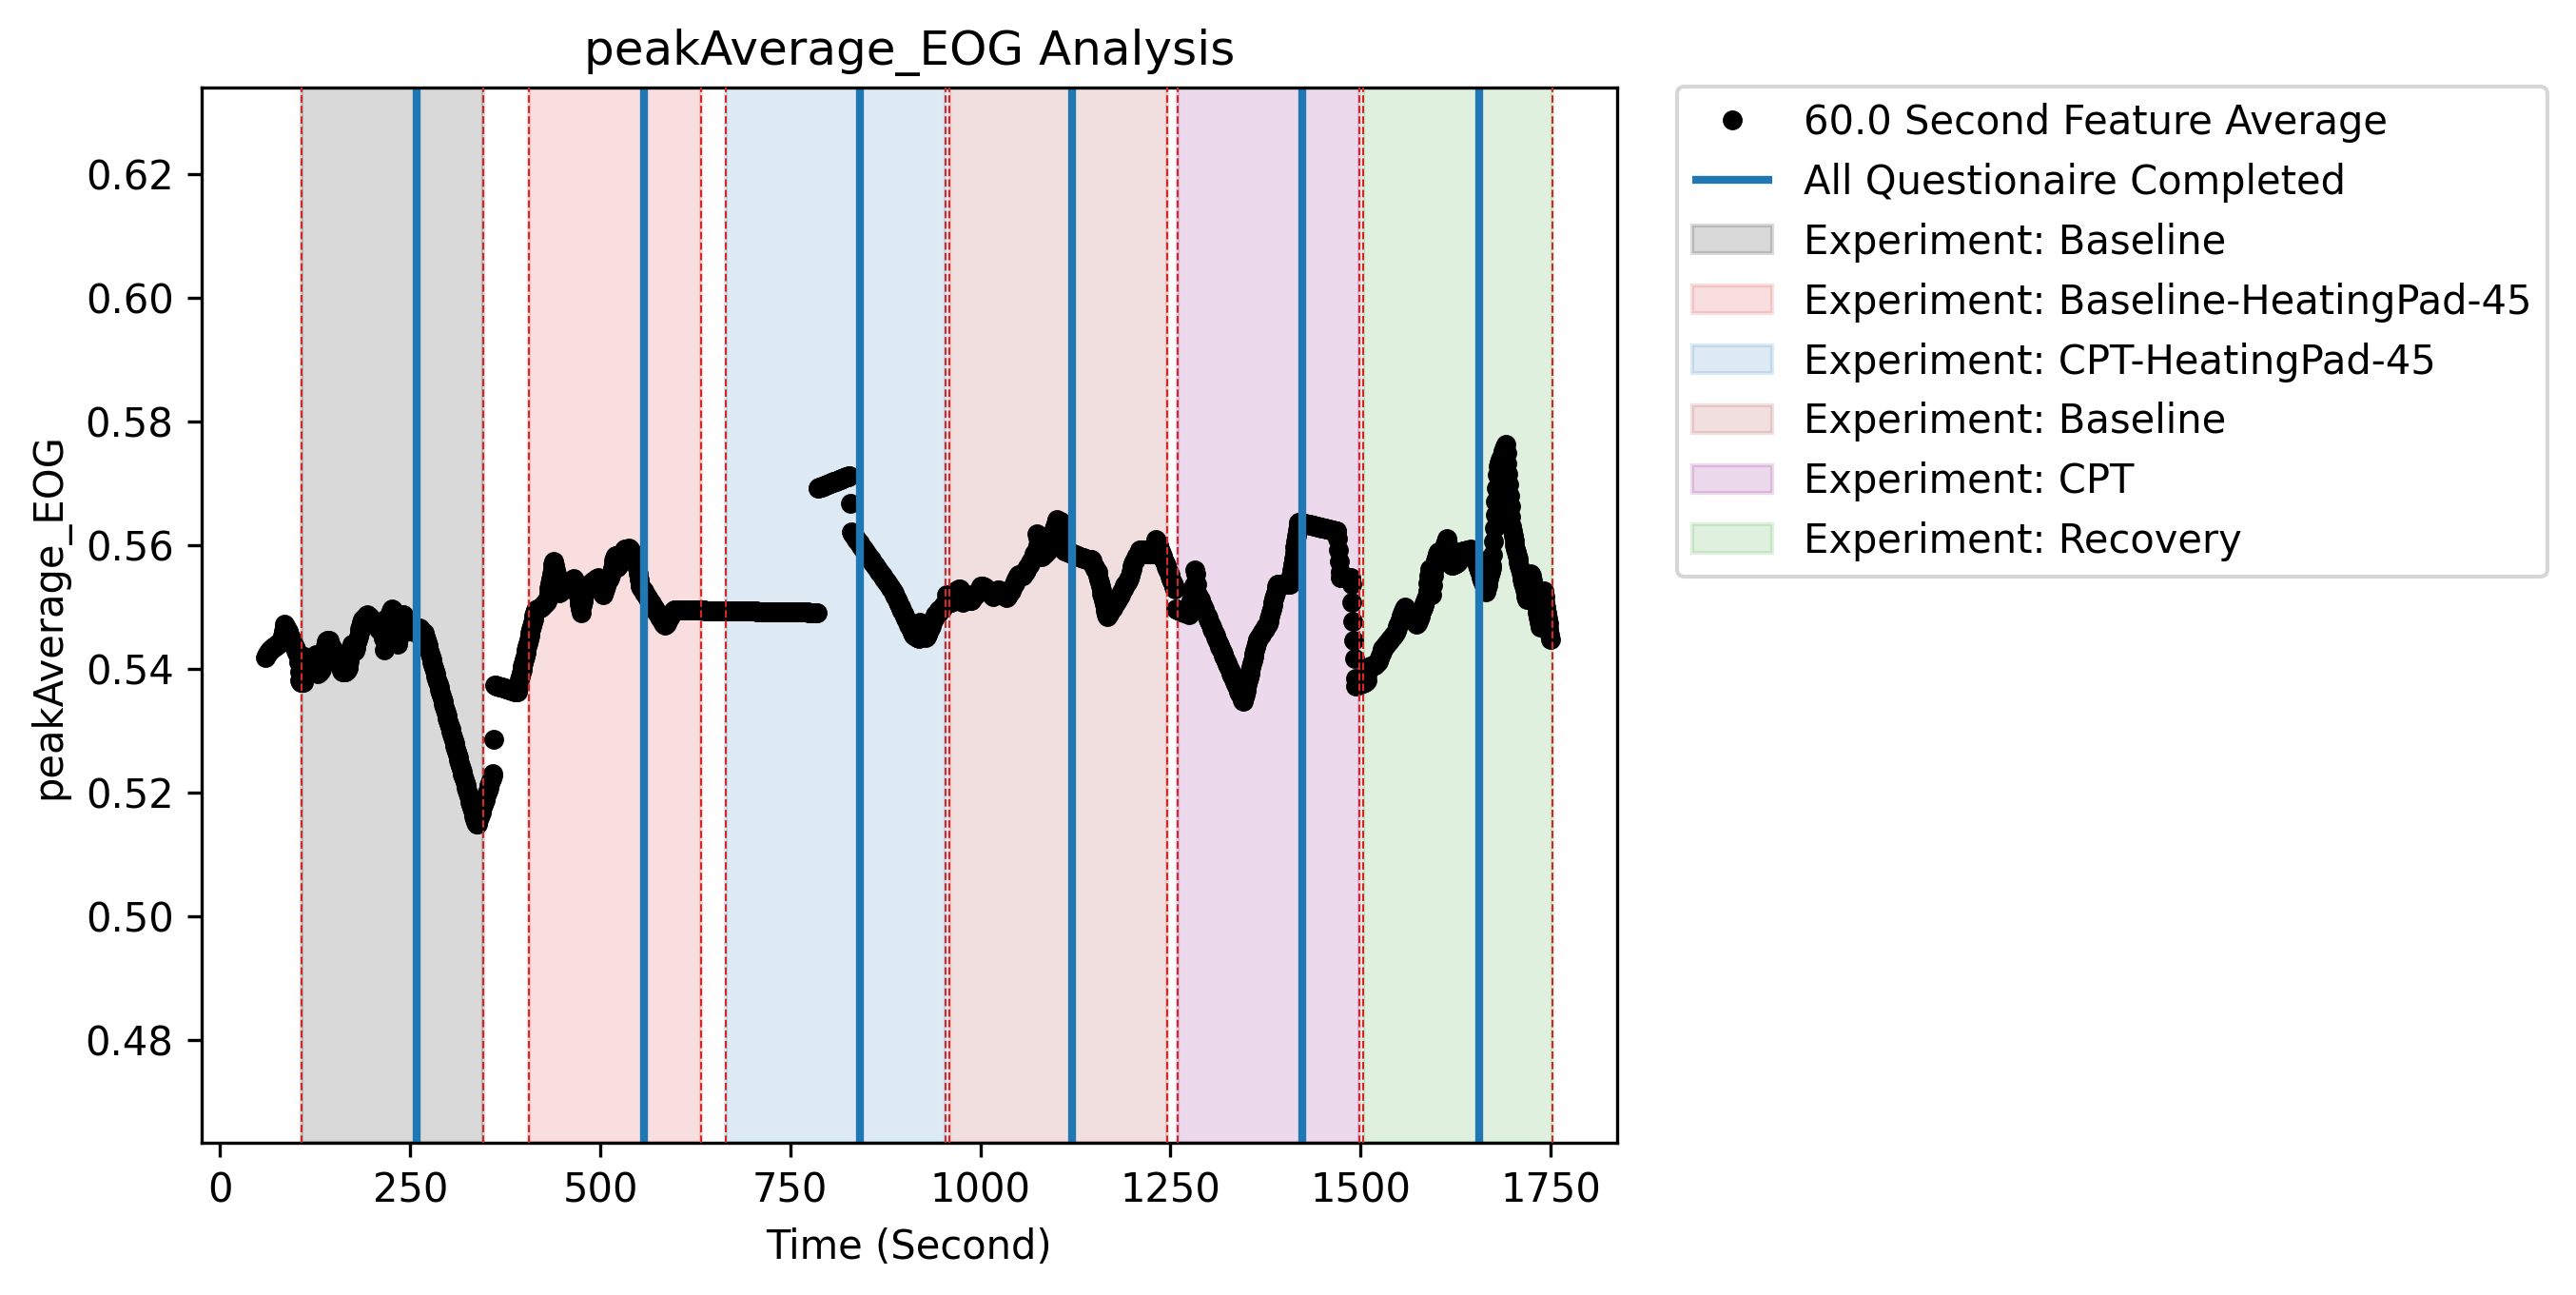 peakAverage_EOG Analysis
60.0 Second Feature Average
All Questionaire Completed
Experiment: Baseline
Experiment: Baseline-HeatingPad-45
Experiment: CPT-HeatingPad-45
Experiment: Baseline
Experiment: CPT
Experiment: Recovery
peakAverage_EOG
0.62
0.60
0.58
0.56
0.54
0.52
0.50
0.48
0 250 500 750 1000 1250 1500 1750
Time (Second)